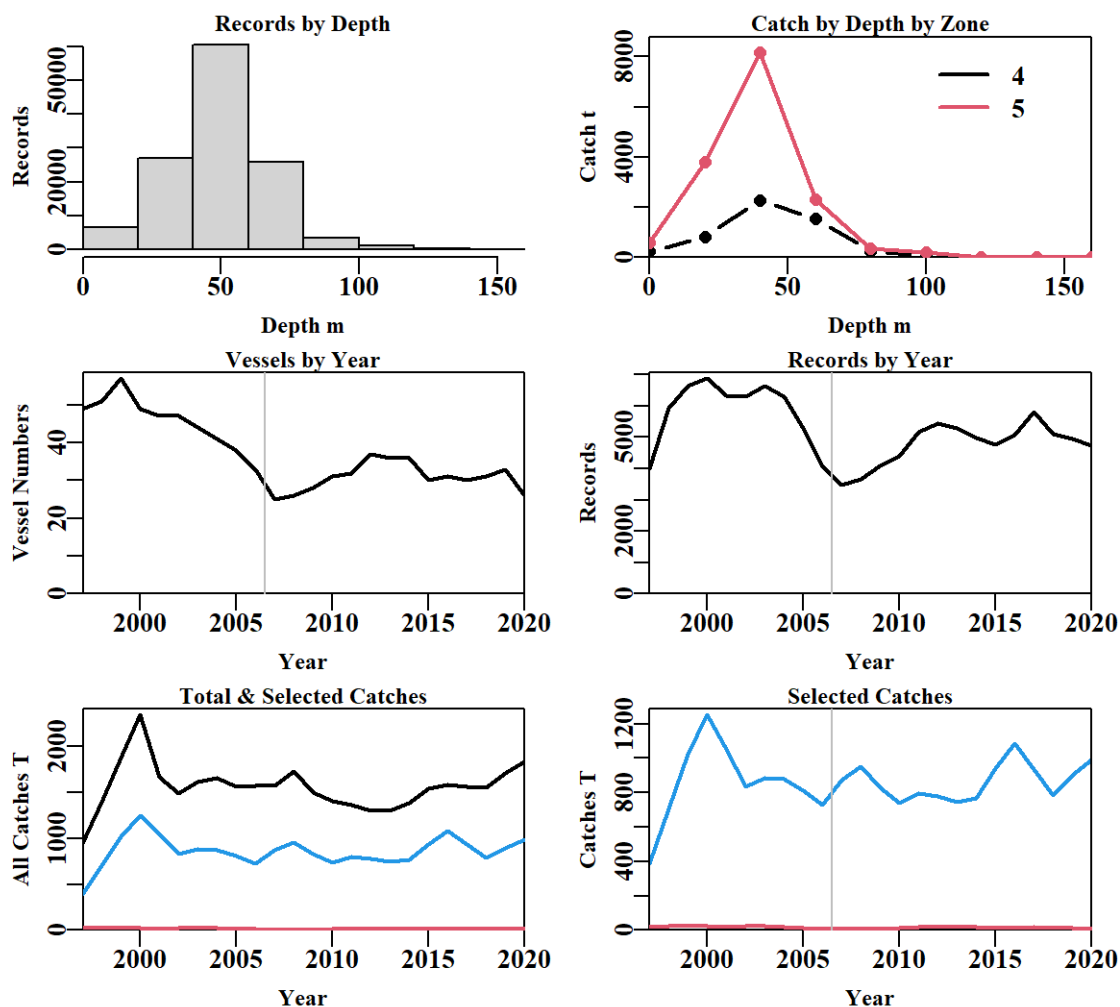 Records by Depth
Records
0
20000
50000
0
50
100
150
Depth m
Catch by Depth by Zone
Catch t
0
4000
8000
4
5
0
50
100
150
Depth m
Vessels by Year
Vessel Numbers
0
20
40
2000
2005
2010
2015
2020
Year
Records by Year
Records
0
2000
5000
2000
2005
2010
2015
2020
Year
Total & Selected Catches
All Catches T
0
1000
2000
2000
2005
2010
2015
2020
Year
Selected Catches
Catches T
0
400
800
1200
2000
2005
2010
2015
2020
Year